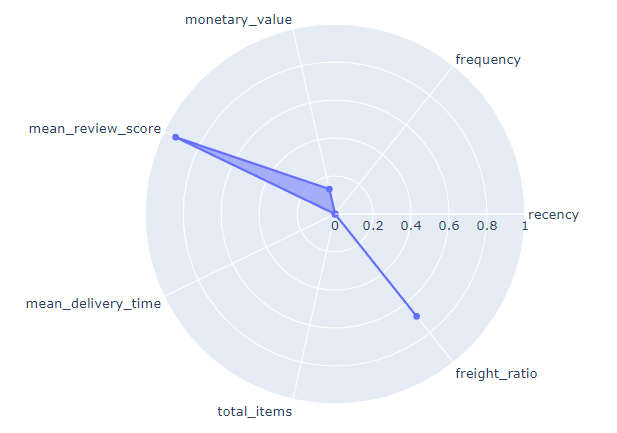 monetary_value
frequency
mean_review_score
recency
0 0.2 0.4 0.6 0.8 1
mean_delivery_time
freight_ratio
total_items